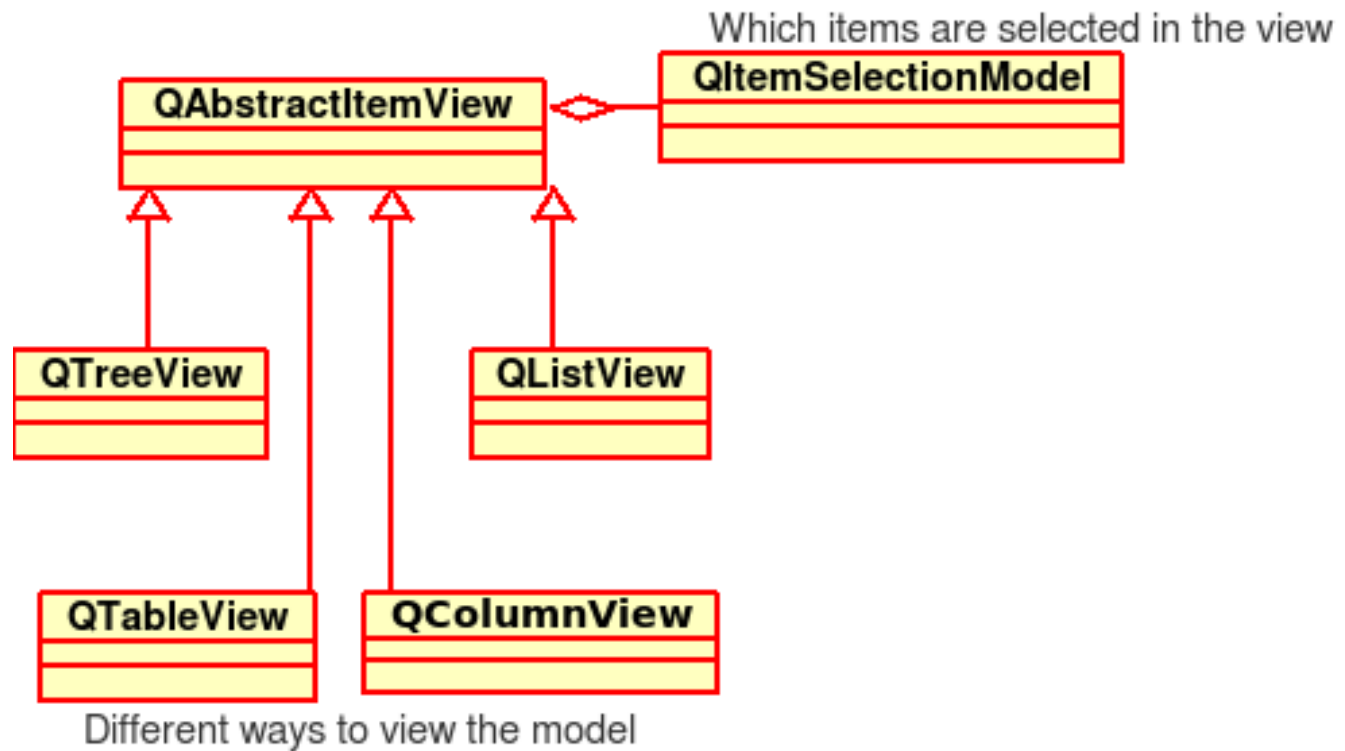 Which items are selected in the view
QAbstractItemView
QItemSelectionModel
QTreeView
QListView
QTableView
QColumnView
Different ways to view the model